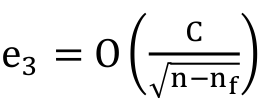 e₃ = O(C/√(n−n_f))